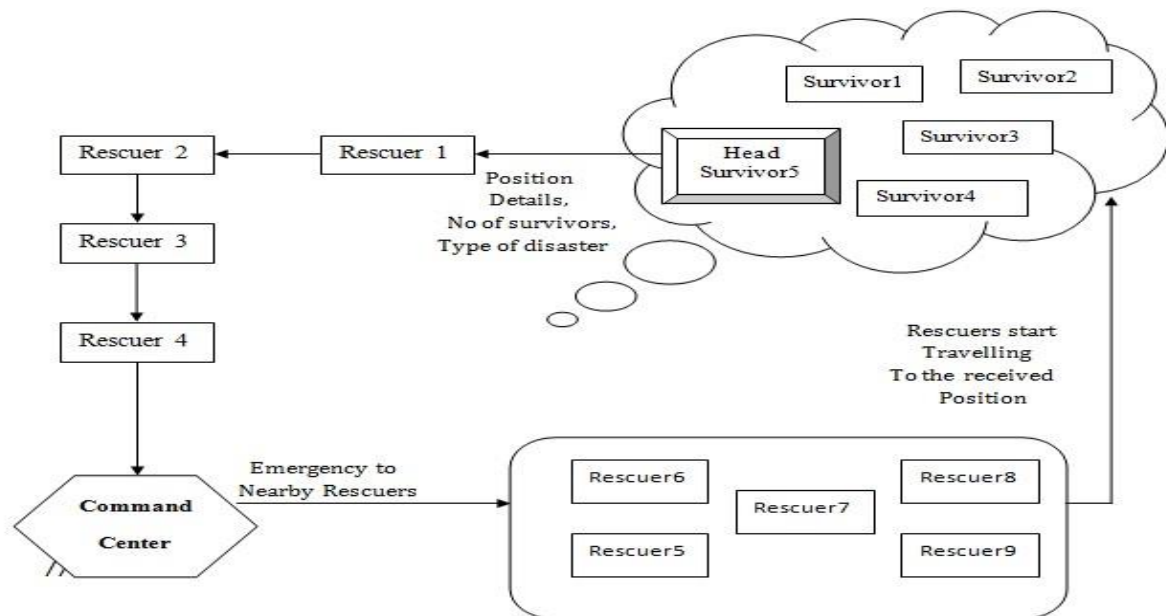 Survivor1
Survivor2
Survivor3
Head
Survivor5
Survivor4
Rescuer 2
Rescuer 1
Position
Details,
No of survivors,
Type of disaster
Rescuer 3
Rescuer 4
Rescuers start
Travelling
To the received
Position
Command
Center
Emergency to
Nearby Rescuers
Rescuer6
Rescuer8
Rescuer7
Rescuer5
Rescuer9